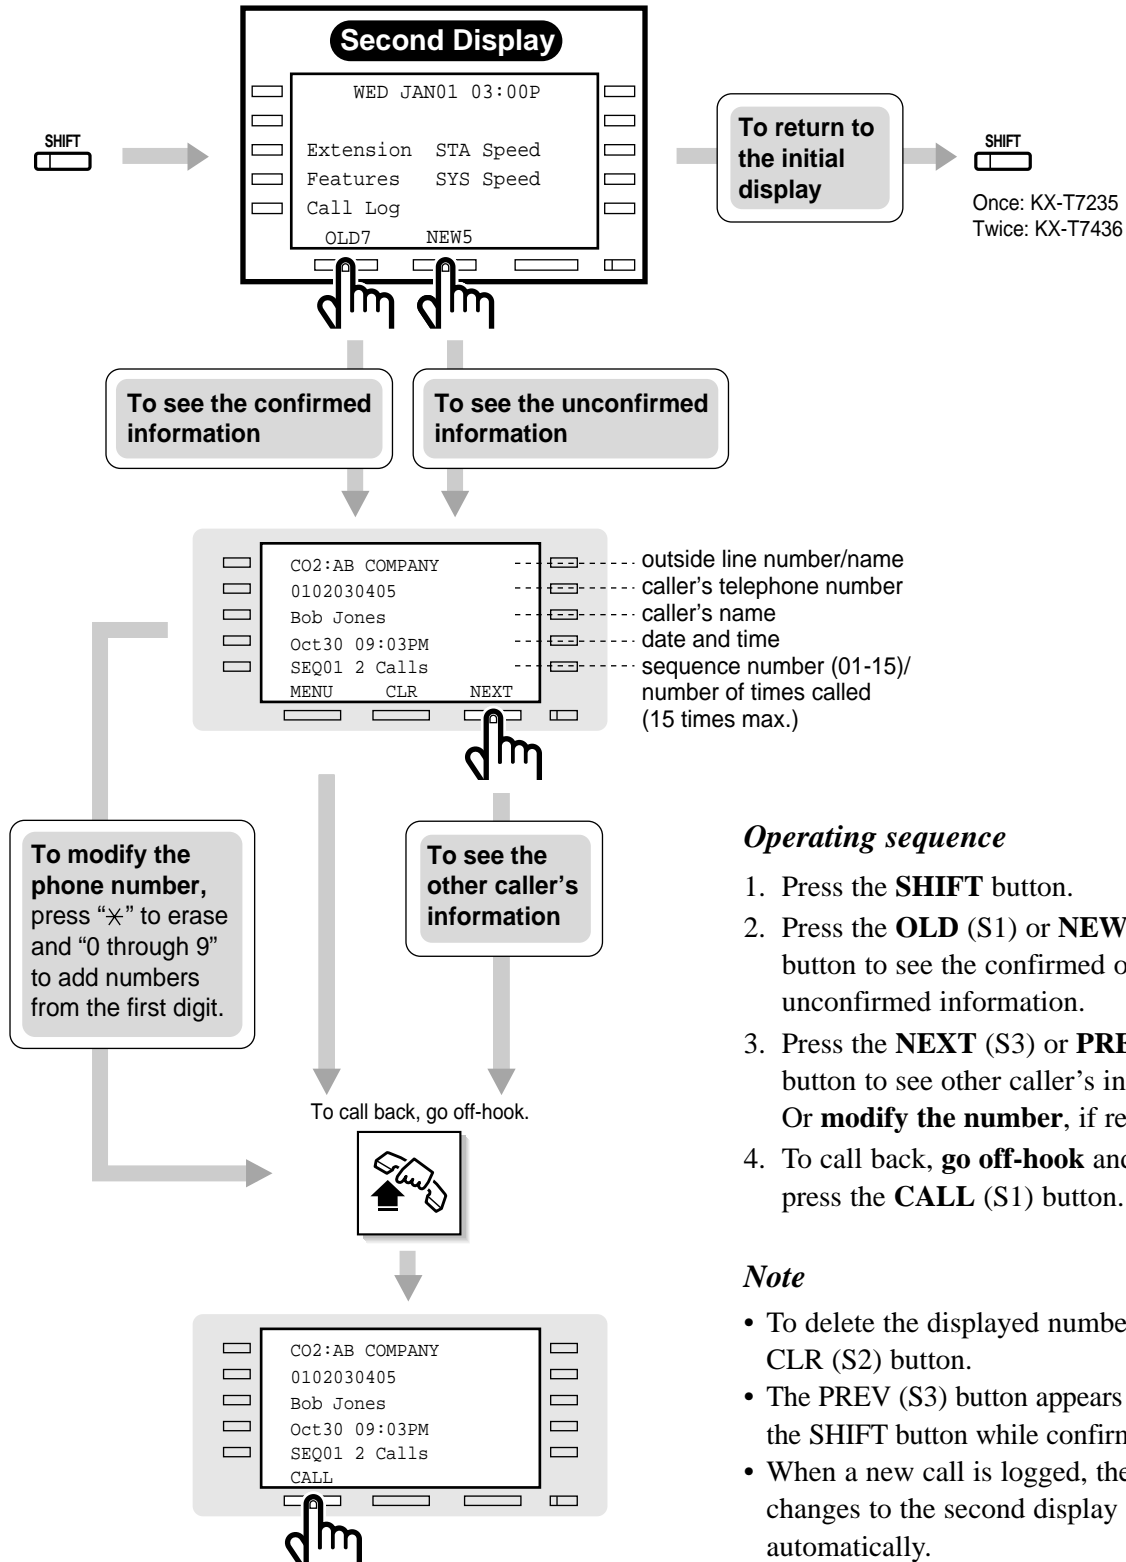 Second Display
WED JAN01 03:00P
Extension STA Speed
Features SYS Speed
Call Log
OLD7 NEW5
SHIFT
To return to
the initial
display
SHIFT
Once: KX-T7235
Twice: KX-T7436
To see the confirmed
information
To see the unconfirmed
information
CO2:AB COMPANY
0102030405
Bob Jones
Oct30 09:03PM
SEQ01 2 Calls
MENU CLR NEXT
outside line number/name
caller's telephone number
caller's name
date and time
sequence number (01-15)/
number of times called
(15 times max.)
To modify the
phone number,
press “✳” to erase
and “0 through 9”
to add numbers
from the first digit.
To see the
other caller's
information
To call back, go off-hook.
CO2:AB COMPANY
0102030405
Bob Jones
Oct30 09:03PM
SEQ01 2 Calls
CALL
Operating sequence
1. Press the SHIFT button.
2. Press the OLD (S1) or NEW
button to see the confirmed
unconfirmed information.
3. Press the NEXT (S3) or
button to see other caller’s
Or modify the number, if
4. To call back, go off-hook
press the CALL (S1) button.
Note
• To delete the displayed
CLR (S2) button.
• The PREV (S3) button appears
the SHIFT button while
• When a new call is logged, the
changes to the second display
automatically.